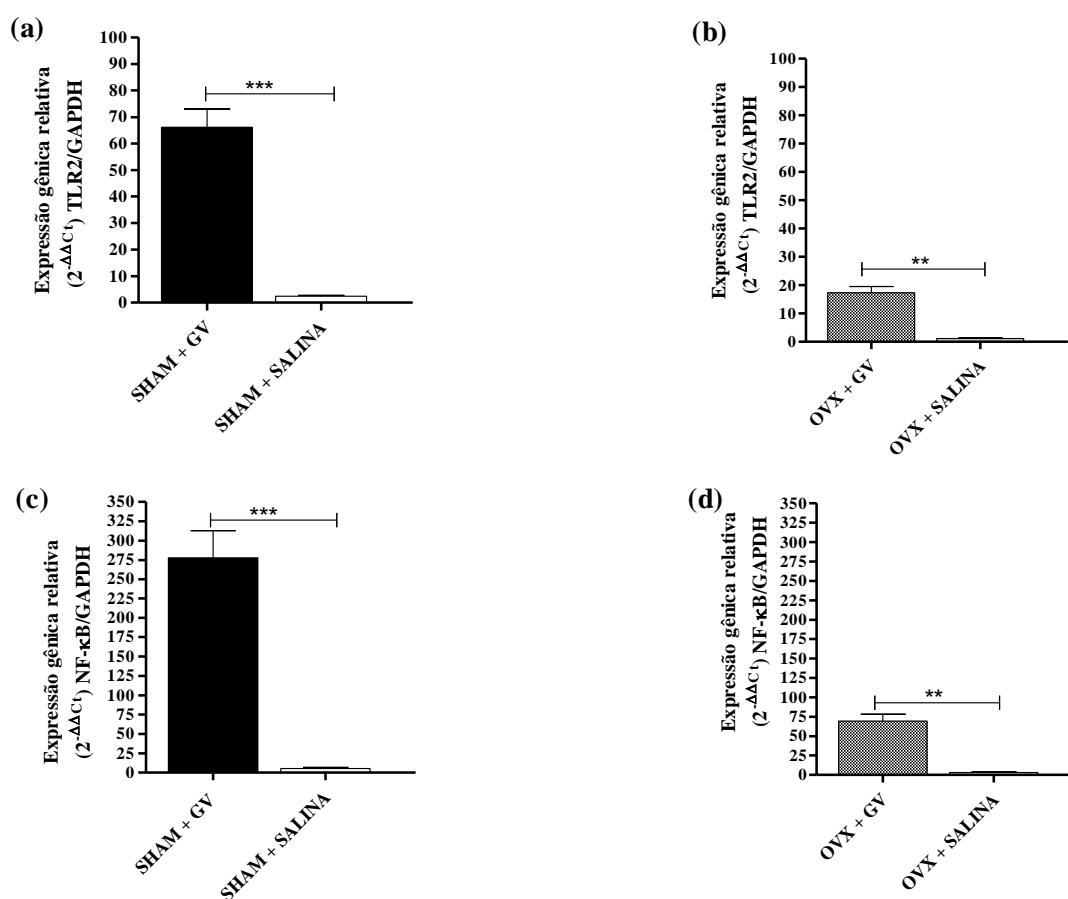 (a)
Expressão gênica relativa
(2-ΔΔCt) TLR2/GAPDH
100
90
80
70
60
50
40
30
20
10
0
***
SHAM + GV
SHAM + SALINA
(b)
Expressão gênica relativa
(2-ΔΔCt) TLR2/GAPDH
100
90
80
70
60
50
40
30
20
10
0
**
OVX + GV
OVX + SALINA
(c)
Expressão gênica relativa
(2-ΔΔCt) NF-κB/GAPDH
350
325
300
275
250
225
200
175
150
125
100
75
50
25
0
***
SHAM + GV
SHAM + SALINA
(d)
Expressão gênica relativa
(2-ΔΔCt) NF-κB/GAPDH
350
325
300
275
250
225
200
175
150
125
100
75
50
25
0
**
OVX + GV
OVX + SALINA